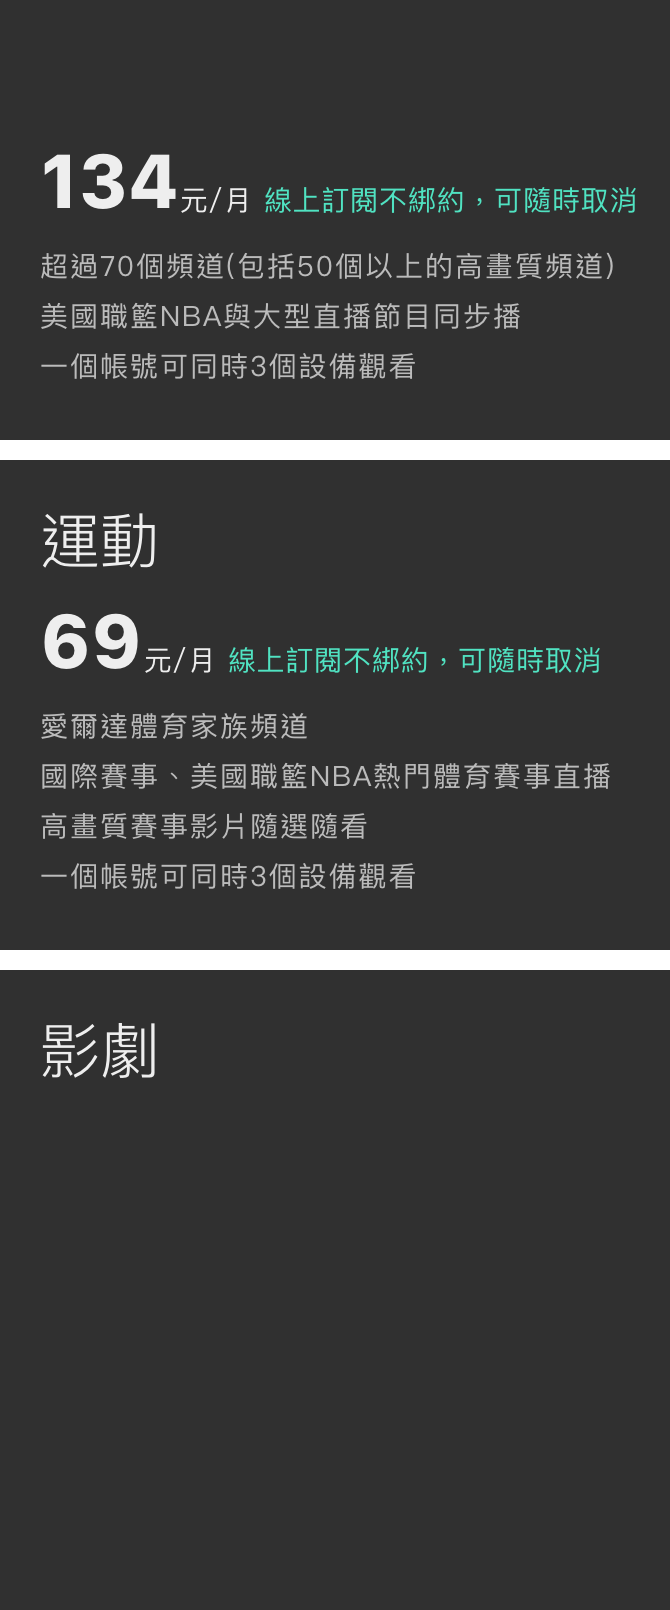 134元/月 線上訂閱不綁約，可隨時取消
超過70個頻道(包括50個以上的高畫質頻道)
美國職籃NBA與大型直播節目同步播
一個帳號可同時3個設備觀看
運動
69元/月 線上訂閱不綁約，可隨時取消
愛爾達體育家族頻道
國際賽事、美國職籃NBA熱門體育賽事直播
高畫質賽事影片隨選隨看
一個帳號可同時3個設備觀看
影劇